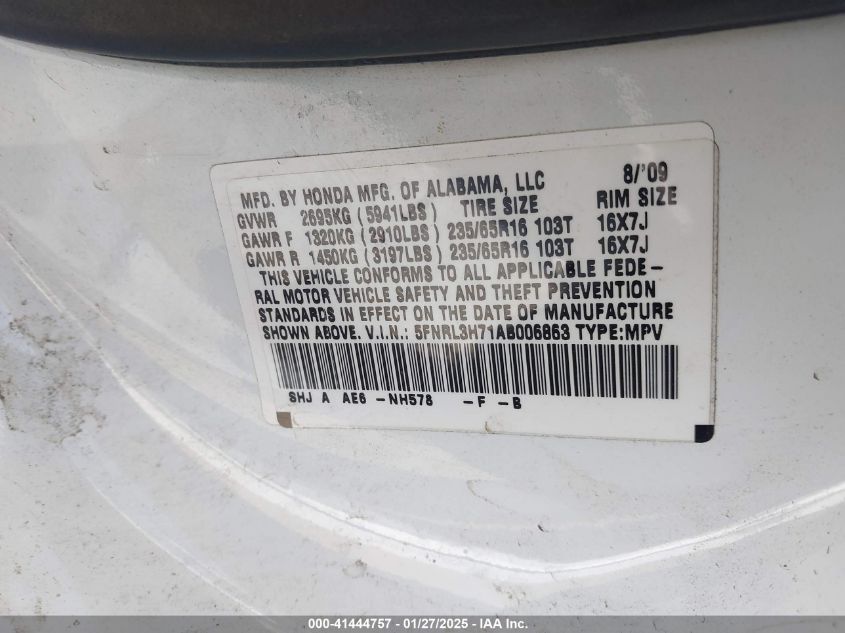 MFD. BY HONDA MFG. OF ALABAMA, LLC 8/'09
GVWR 2695KG (5941LBS) TIRE SIZE RIM SIZE
GAWR F 1320KG (2910LBS) 235/65R16 103T 16X7J
GAWR R 1450KG (3197LBS) 235/65R16 103T 16X7J
THIS VEHICLE CONFORMS TO ALL APPLICABLE FEDE-
RAL MOTOR VEHICLE SAFETY AND THEFT PREVENTION
STANDARDS IN EFFECT ON THE DATE OF MANUFACTURE
SHOWN ABOVE. V.I.N.: 5FNRL3H71AB006863 TYPE:MPV
SHJ A AE6 -NH578 -F -B
000-41444757 - 01/27/2025 - IAA Inc.